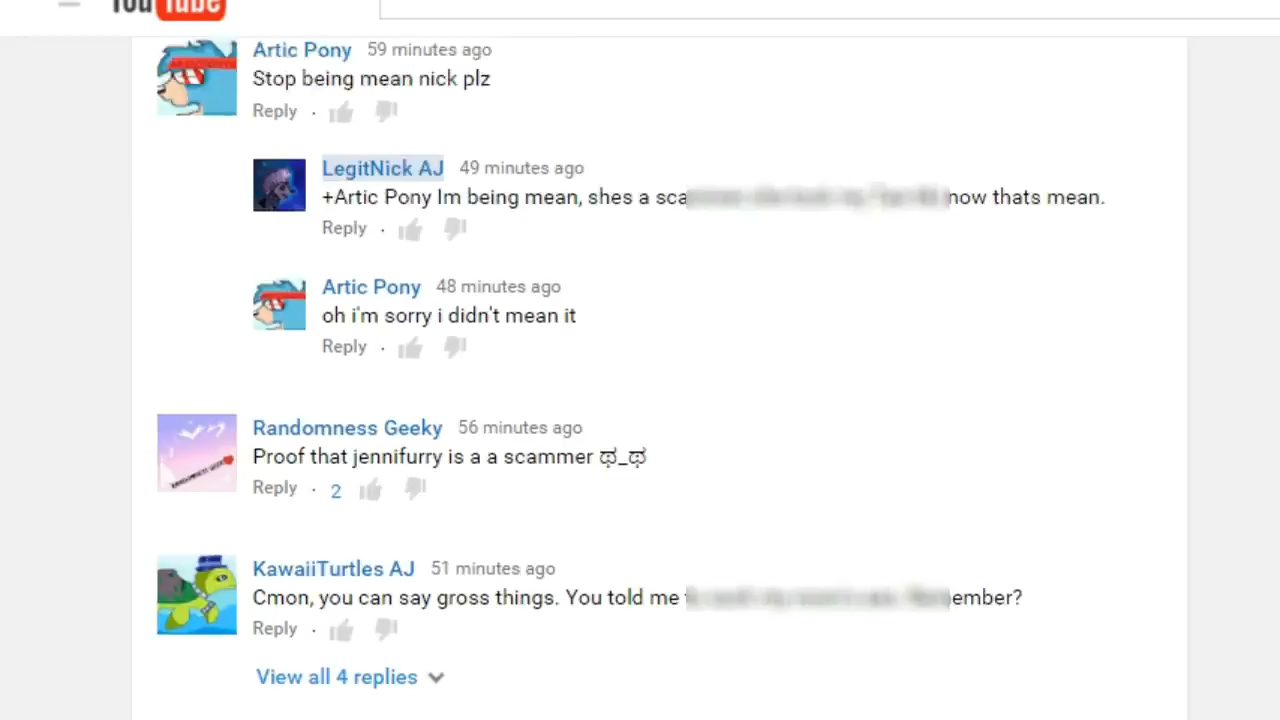 YouTube
Artic Pony 59 minutes ago
Stop being mean nick plz
Reply ·
LegitNick AJ 49 minutes ago
+Artic Pony Im being mean, shes a sca now thats mean.
Reply ·
Artic Pony 48 minutes ago
oh i'm sorry i didn't mean it
Reply ·
Randomness Geeky 56 minutes ago
Proof that jennifurry is a a scammer ಥ_ಥ
Reply · 2
KawaiiTurtles AJ 51 minutes ago
Cmon, you can say gross things. You told me ember?
Reply ·
View all 4 replies